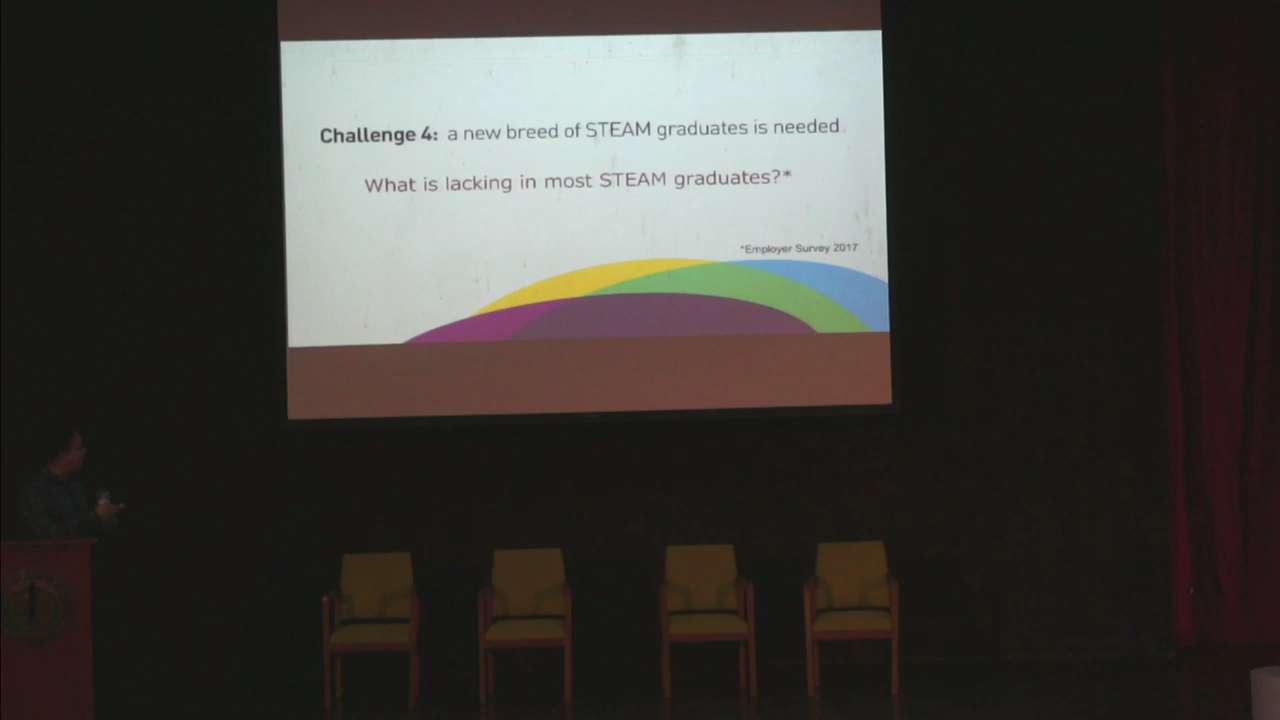 Challenge 4: a new breed of STEAM graduates is needed.
What is lacking in most STEAM graduates?*
*Employer Survey 2017